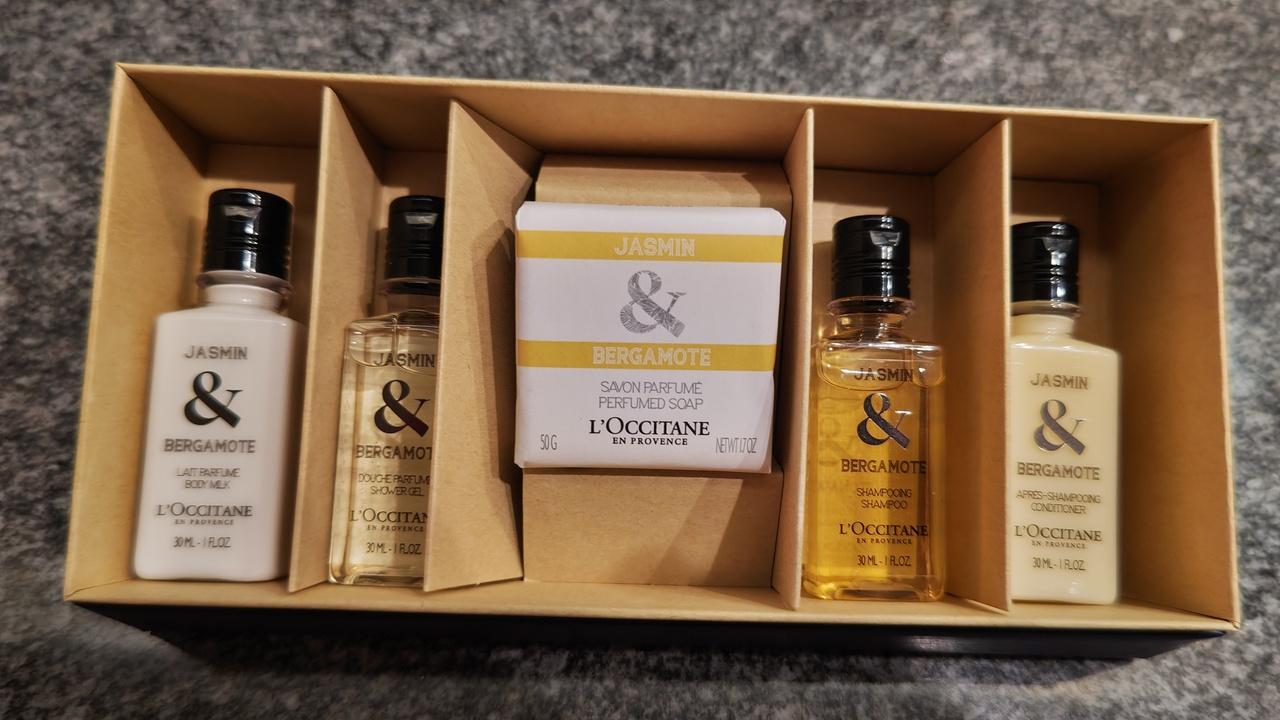 JASMIN
&
BERGAMOTE
LAIT PARFUMÉ
BODY MILK
L'OCCITANE
EN PROVENCE
30 ML - 1 FL.OZ.
JASMIN
&
BERGAMOT
DOUCHE PARFUMÉ
SHOWER GEL
L'OCCITAN
EN PROVENCE
30 ML - 1 FL.OZ.
JASMIN
&
BERGAMOTE
SAVON PARFUMÉ
PERFUMED SOAP
L'OCCITANE
EN PROVENCE
50 G
NET WT 1.7 OZ
JASMIN
&
BERGAMOTE
SHAMPOOING
SHAMPOO
L'OCCITANE
EN PROVENCE
30 ML - 1 FL.OZ.
JASMIN
&
BERGAMOTE
APRÈS-SHAMPOOING
CONDITIONER
L'OCCITANE
EN PROVENCE
30 ML - 1 FL.OZ.